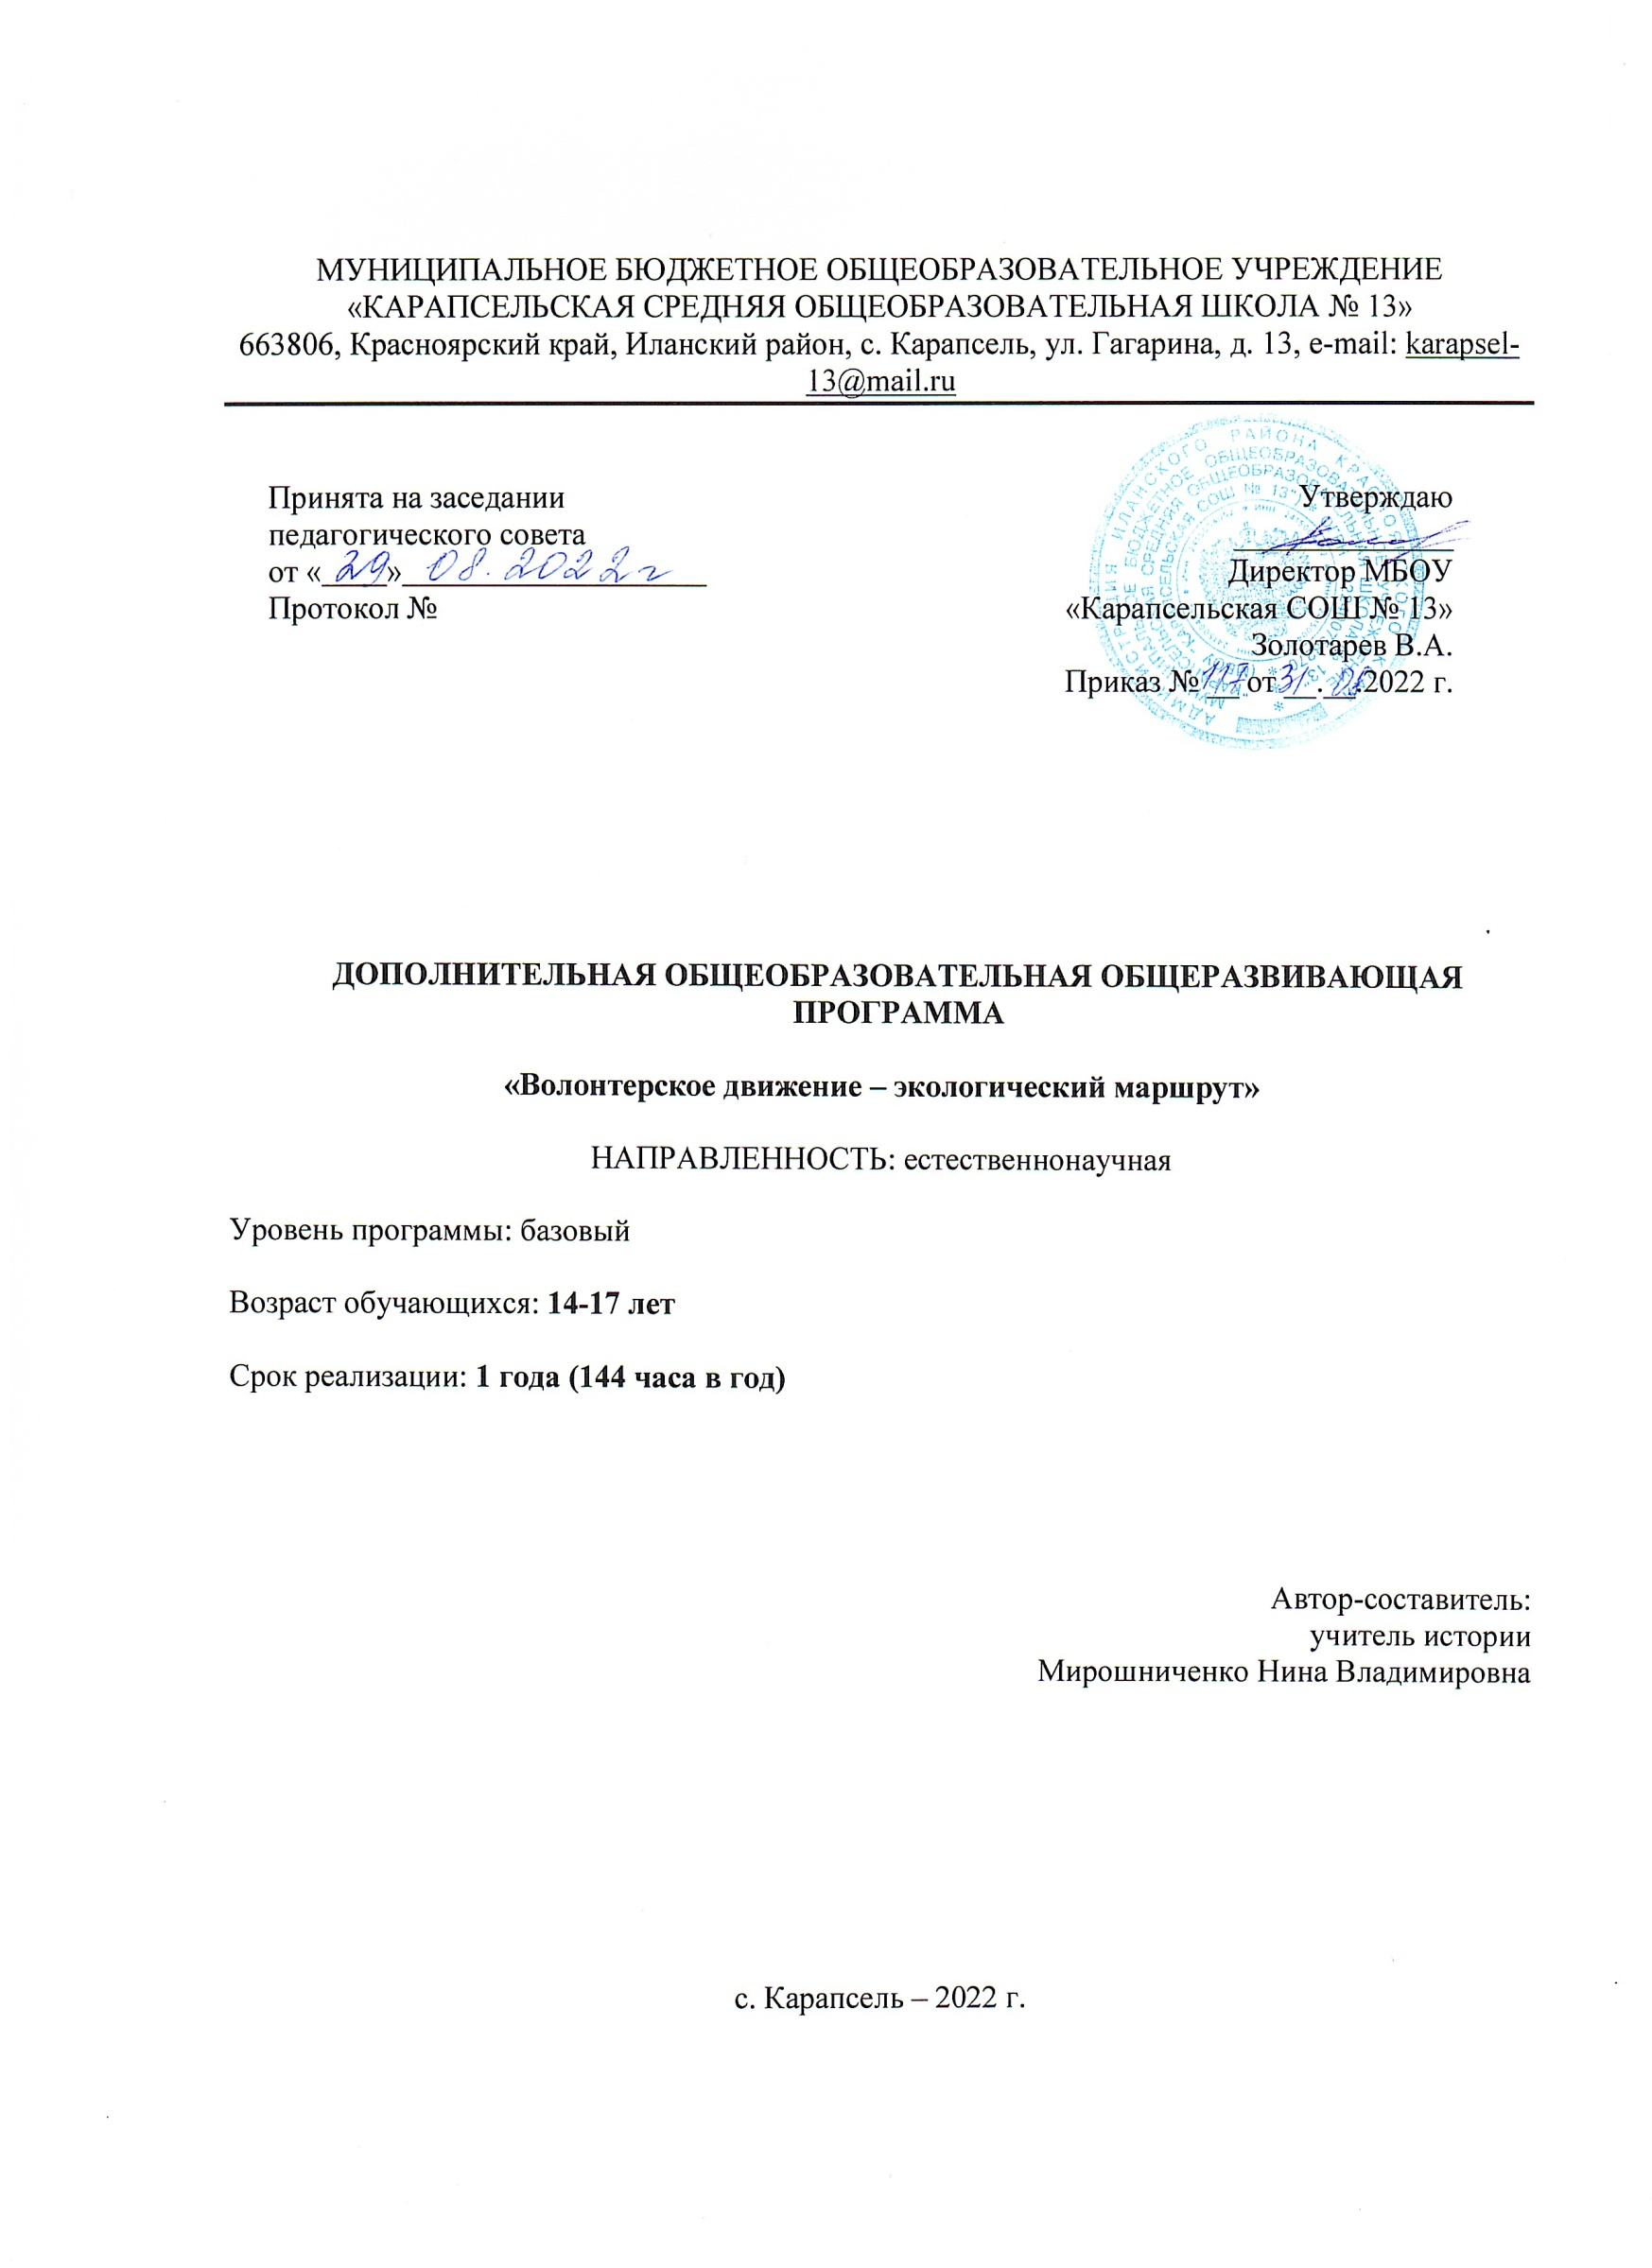 МУНИЦИПАЛЬНОЕ БЮДЖЕТНОЕ ОБЩЕОБРАЗОВАТЕЛЬНОЕ УЧРЕЖДЕНИЕ
«КАРАПСЕЛЬСКАЯ СРЕДНЯЯ ОБЩЕОБРАЗОВАТЕЛЬНАЯ ШКОЛА № 13»
663806, Красноярский край, Иланский район, с. Карапсель, ул. Гагарина, д. 13, e-mail: karapsel-
13@mail.ru
Принята на заседании
педагогического совета
от «29» 08. 2022 г
Протокол №
Утверждаю
Директор МБОУ
«Карапсельская СОШ № 13»
Золотарев В.А.
Приказ № 117 от 31.08.2022 г.
ДОПОЛНИТЕЛЬНАЯ ОБЩЕОБРАЗОВАТЕЛЬНАЯ ОБЩЕРАЗВИВАЮЩАЯ
ПРОГРАММА
«Волонтерское движение – экологический маршрут»
НАПРАВЛЕННОСТЬ: естественнонаучная
Уровень программы: базовый
Возраст обучающихся: 14-17 лет
Срок реализации: 1 года (144 часа в год)
Автор-составитель:
учитель истории
Мирошниченко Нина Владимировна
с. Карапсель – 2022 г.